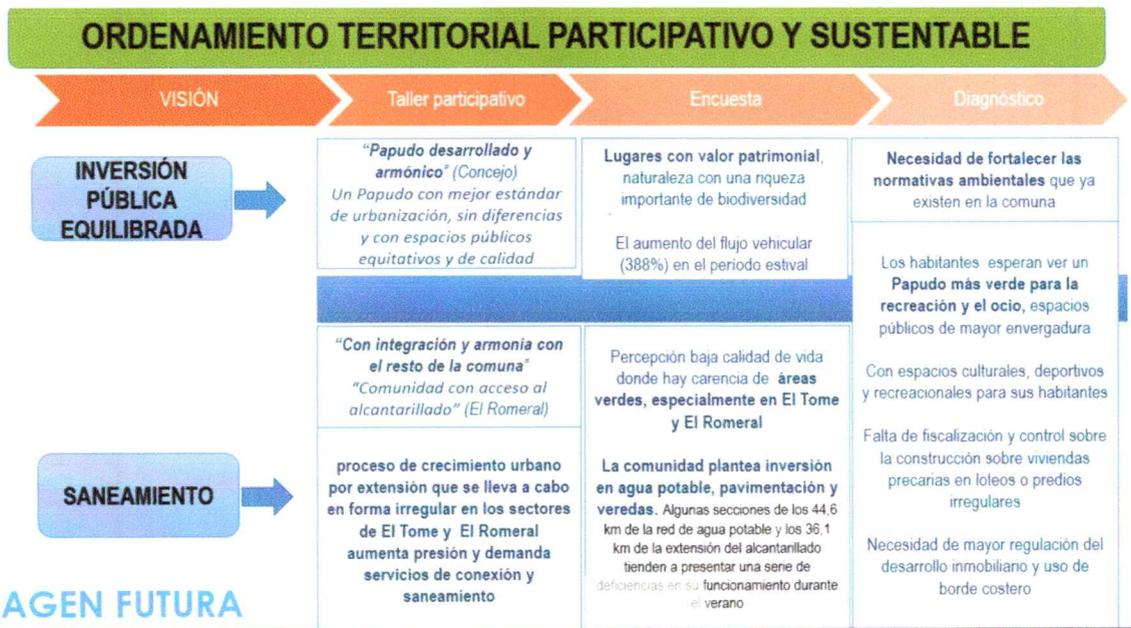 ORDENAMIENTO TERRITORIAL PARTICIPATIVO Y SUSTENTABLE
VISIÓN
Taller participativo
Encuesta
Diagnóstico
INVERSIÓN
PÚBLICA
EQUILIBRADA
"Papudo desarrollado y
armónico" (Concejo)
Un Papudo con mejor estándar
de urbanización, sin diferencias
y con espacios públicos
equitativos y de calidad
Lugares con valor patrimonial,
naturaleza con una riqueza
importante de biodiversidad
El aumento del flujo vehicular
(388%) en el periodo estival
Necesidad de fortalecer las
normativas ambientales que ya
existen en la comuna
Los habitantes esperan ver un
Papudo más verde para la
recreación y el ocio, espacios
públicos de mayor envergadura
Con espacios culturales, deportivos
y recreacionales para sus habitantes
Falta de fiscalización y control sobre
la construcción sobre viviendas
precarias en loteos o predios
irregulares
Necesidad de mayor regulación del
desarrollo inmobiliario y uso de
borde costero
SANEAMIENTO
"Con integración y armonía con
el resto de la comuna"
"Comunidad con acceso al
alcantarillado" (El Romeral)
proceso de crecimiento urbano
por extensión que se lleva a cabo
en forma irregular en los sectores
de El Tome y El Romeral
aumenta presión y demanda
servicios de conexión y
saneamiento
Percepción baja calidad de vida
donde hay carencia de áreas
verdes, especialmente en El Tome
y El Romeral
La comunidad plantea inversión
en agua potable, pavimentación y
veredas. Algunas secciones de los 44,6
km de la red de agua potable y los 36,1
km de la extensión del alcantarillado
tienden a presentar una serie de
deficiencias en su funcionamiento durante
el verano
AGEN FUTURA